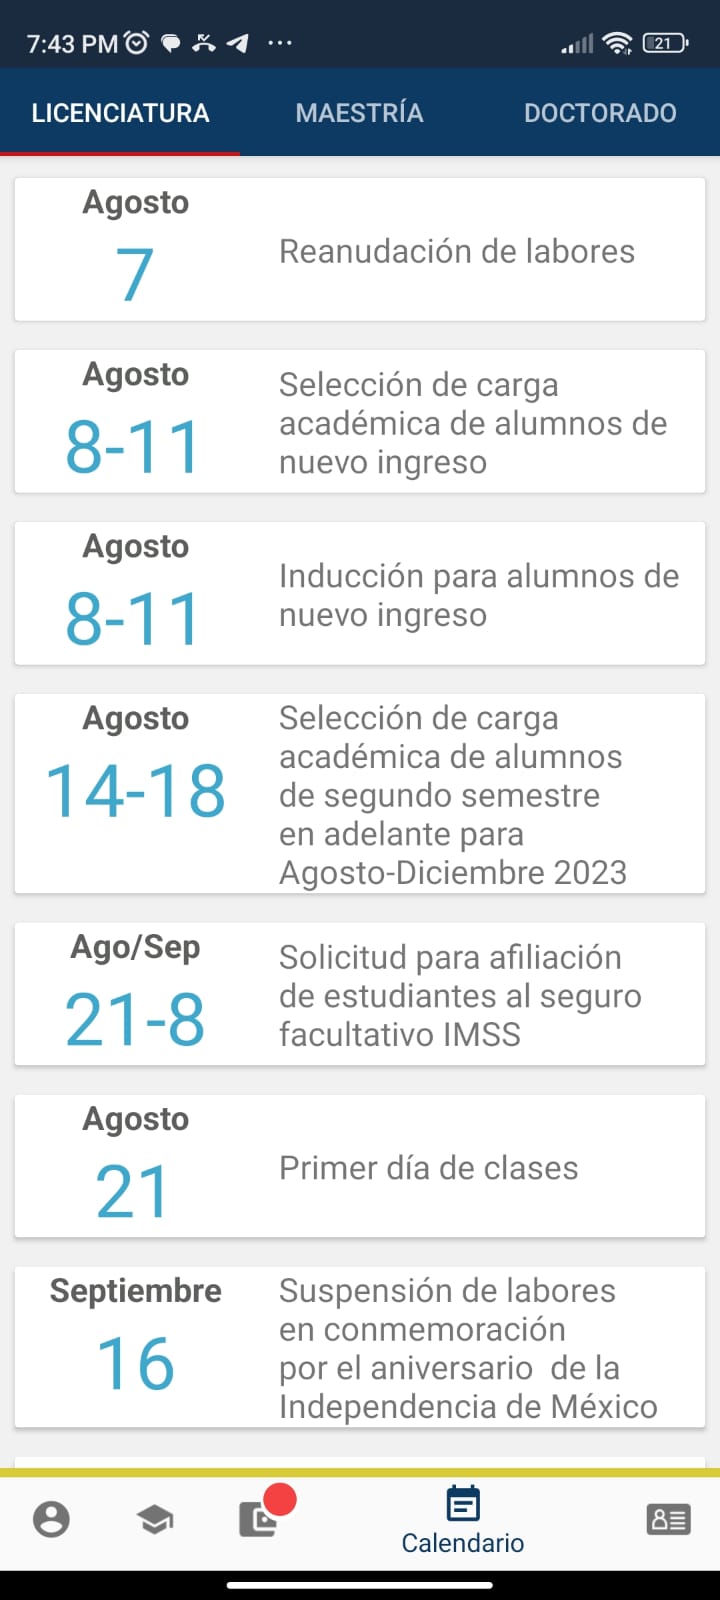 7:43 PM
21
LICENCIATURA MAESTRÍA DOCTORADO
Agosto
7
Reanudación de labores
Agosto
8-11
Selección de carga
académica de alumnos de
nuevo ingreso
Agosto
8-11
Inducción para alumnos de
nuevo ingreso
Agosto
14-18
Selección de carga
académica de alumnos
de segundo semestre
en adelante para
Agosto-Diciembre 2023
Ago/Sep
21-8
Solicitud para afiliación
de estudiantes al seguro
facultativo IMSS
Agosto
21
Primer día de clases
Septiembre
16
Suspensión de labores
en conmemoración
por el aniversario  de la
Independencia de México
Calendario